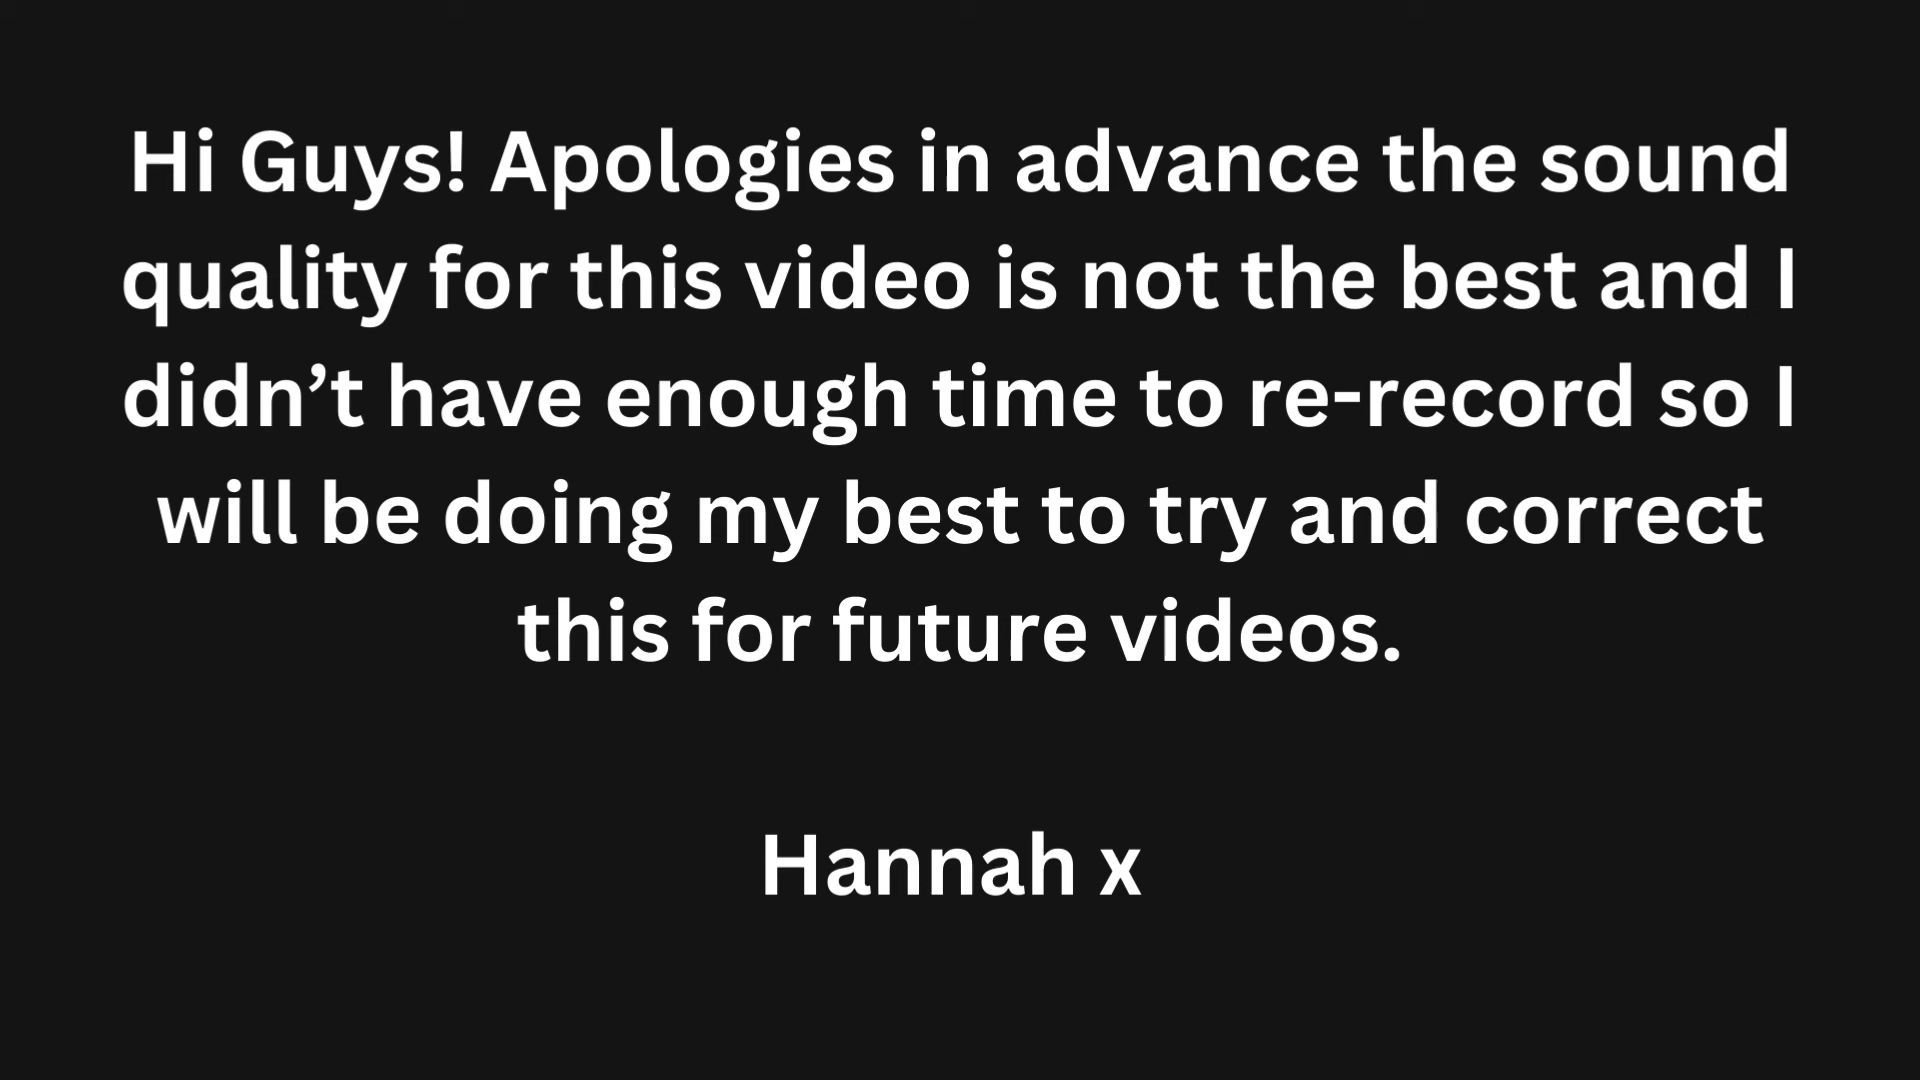 Hi Guys! Apologies in advance the sound
quality for this video is not the best and I
didn’t have enough time to re-record so I
will be doing my best to try and correct
this for future videos.
Hannah x